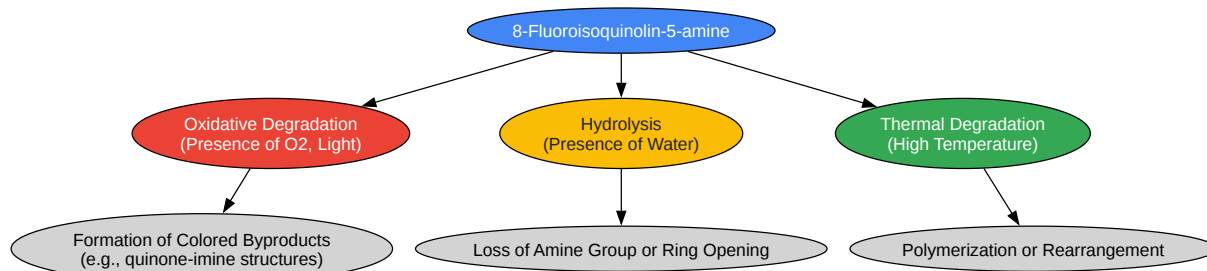 8-Fluoroisoquinolin-5-amine
Oxidative Degradation
(Presence of O2, Light)
Hydrolysis
(Presence of Water)
Thermal Degradation
(High Temperature)
Formation of Colored Byproducts
(e.g., quinone-imine structures)
Loss of Amine Group or Ring Opening
Polymerization or Rearrangement